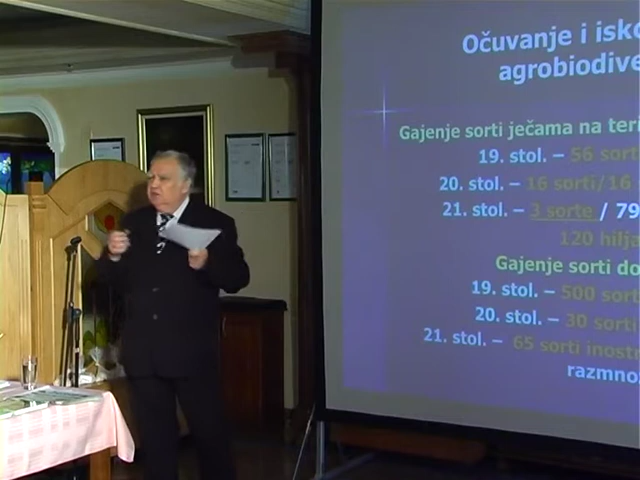 Očuvanje i isko
agrobiodive
Gajenje sorti ječama na teri
19. stol. – 56 sort
20. stol. – 16 sorti/16
21. stol. – 3 sorte / 79
120 hilj
Gajenje sorti do
19. stol. – 500 sort
20. stol. – 30 sorti
21. stol. – 65 sorti inost
razmno